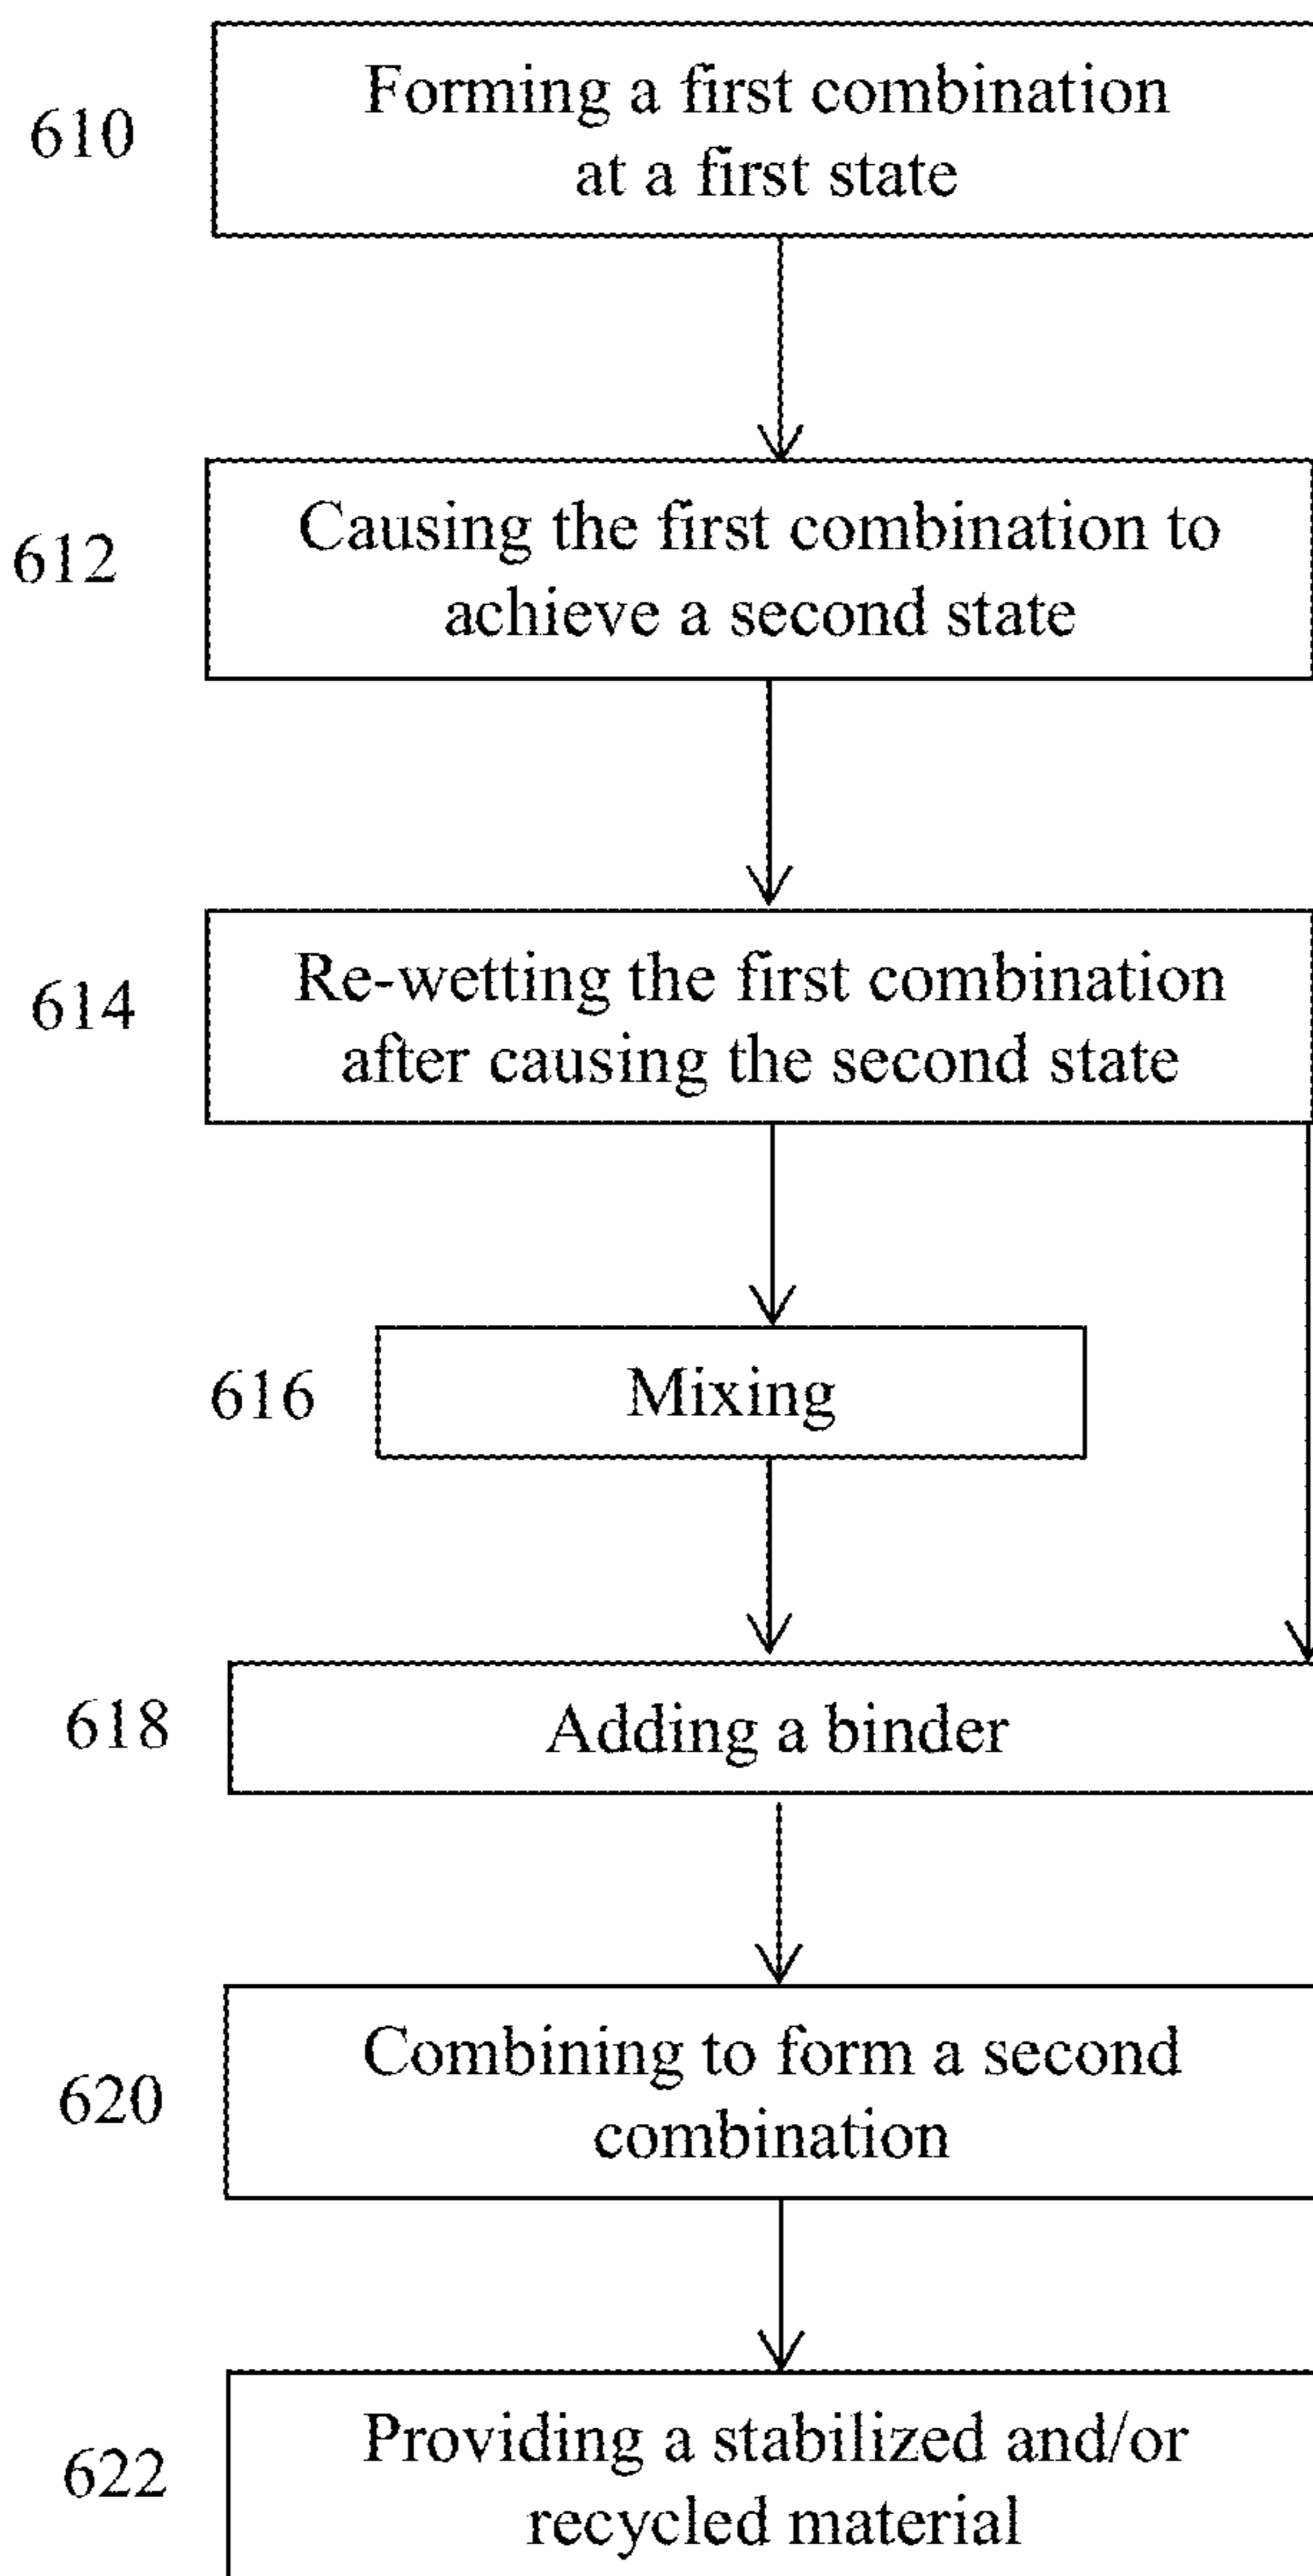 610
Forming a first combination
at a first state
612
Causing the first combination to
achieve a second state
614
Re-wetting the first combination
after causing the second state
616
Mixing
618
Adding a binder
620
Combining to form a second
combination
622
Providing a stabilized and/or
recycled material